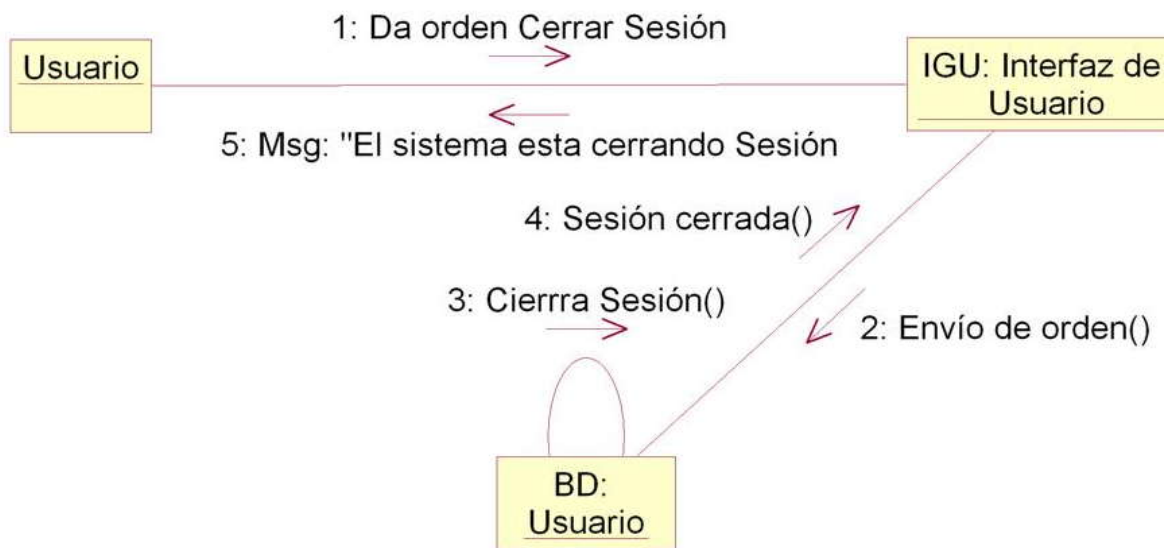 1: Da orden Cerrar Sesión
Usuario
IGU: Interfaz de
Usuario
5: Msg: "El sistema esta cerrando Sesión
4: Sesión cerrada()
3: Cierrra Sesión()
2: Envío de orden()
BD:
Usuario